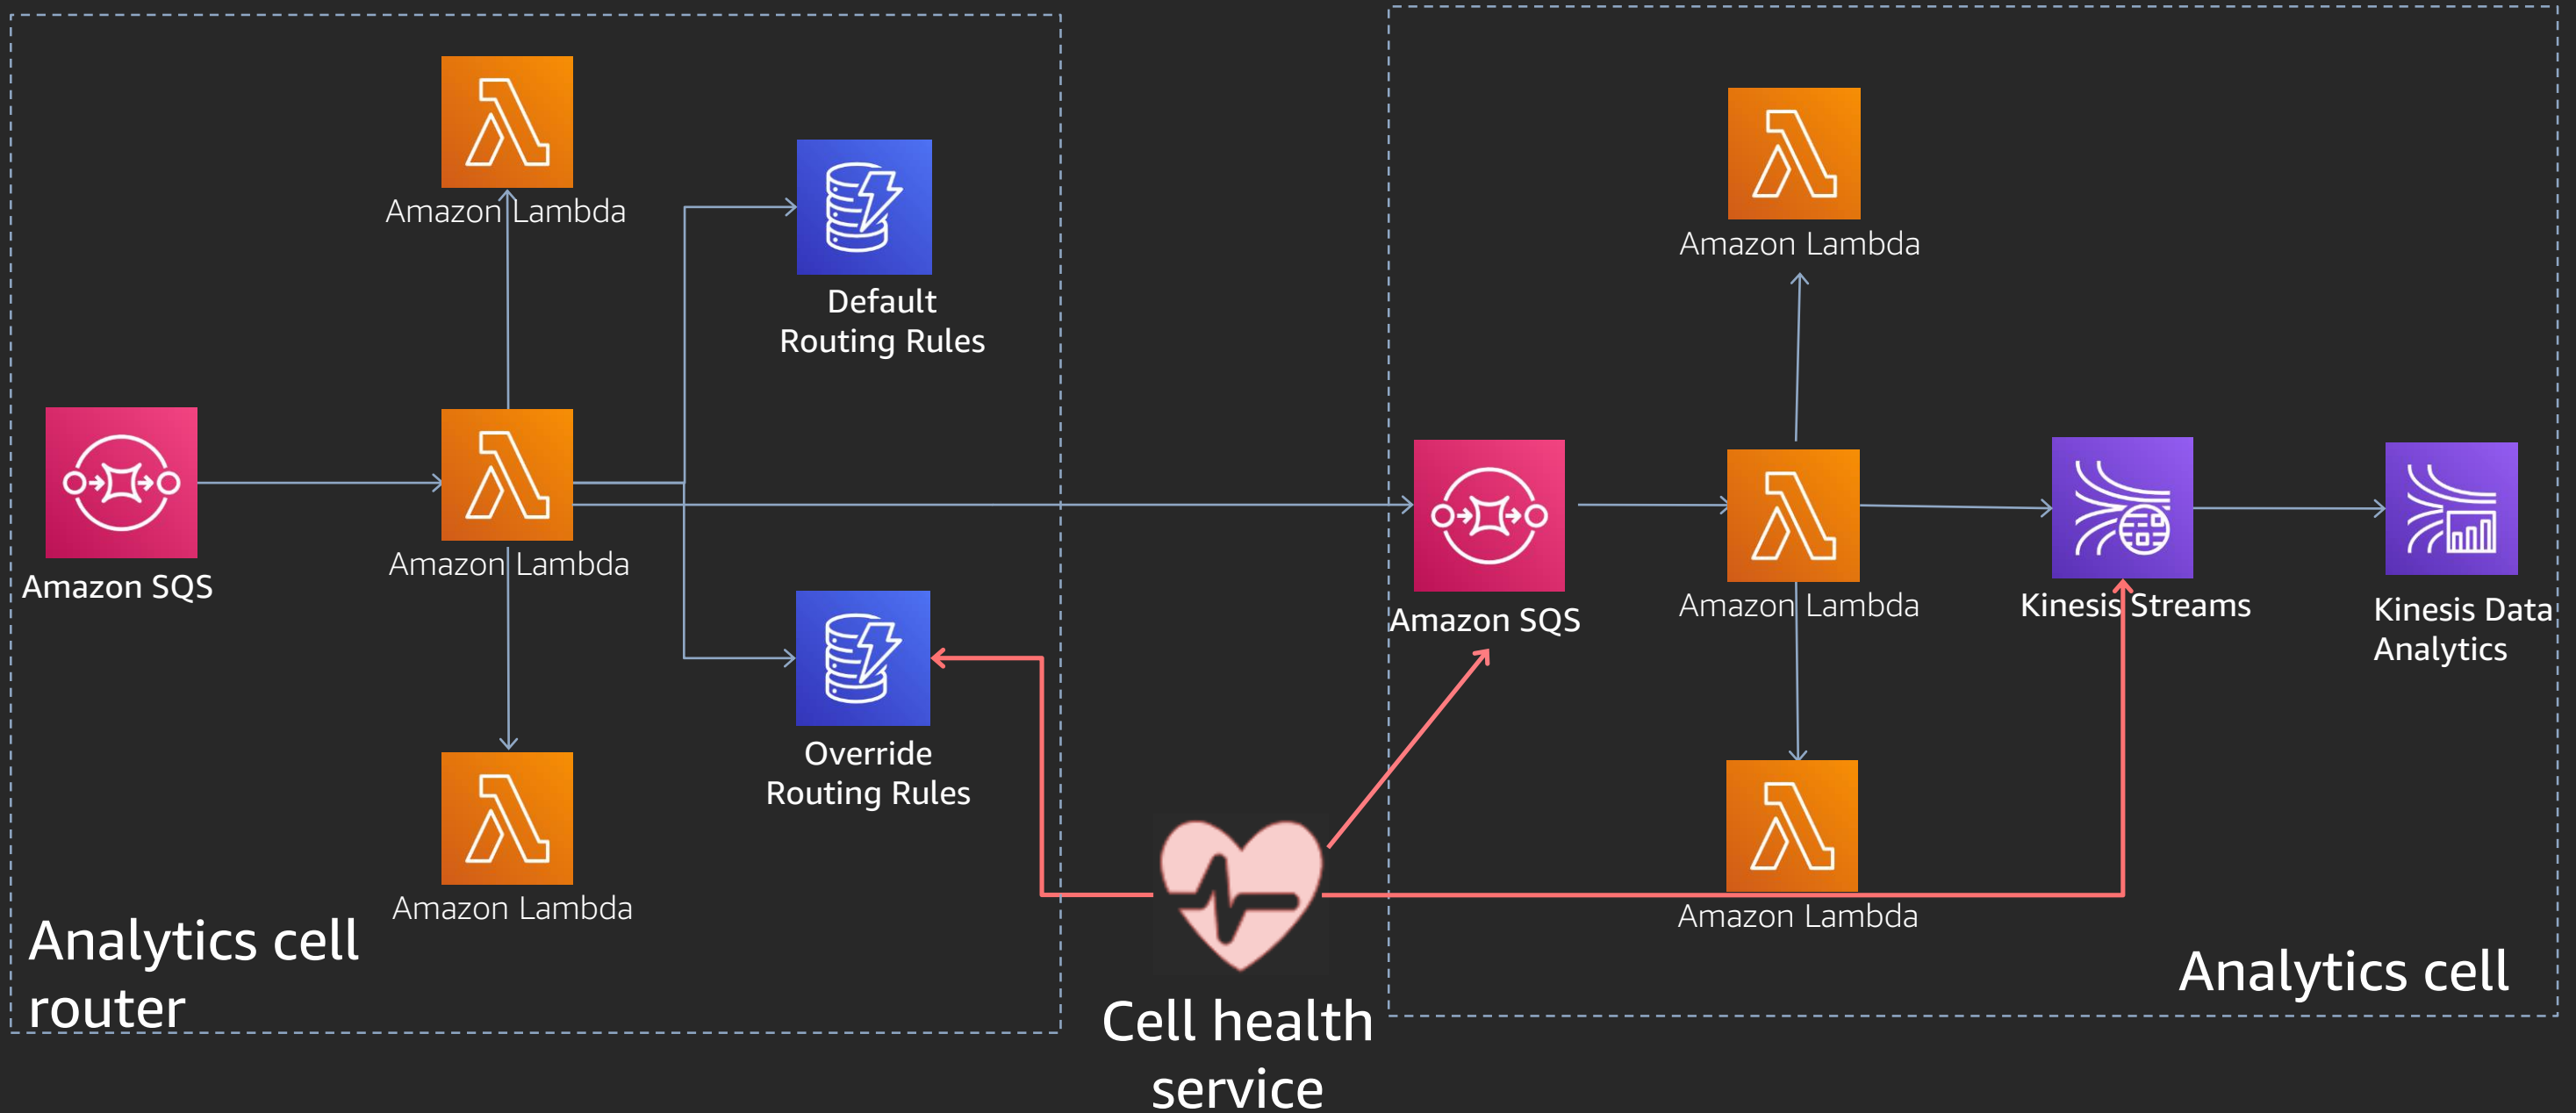 Amazon Lambda
Default
Routing Rules
Amazon SQS
Amazon Lambda
Override
Routing Rules
Amazon Lambda
Analytics cell
router
Cell health
service
Amazon Lambda
Amazon SQS
Amazon Lambda
Kinesis Streams
Kinesis Data
Analytics
Amazon Lambda
Analytics cell